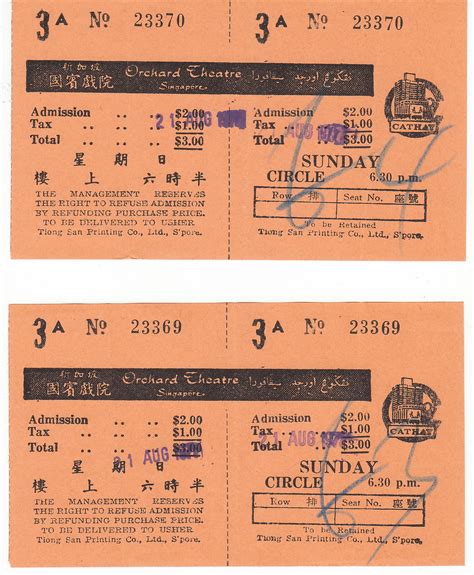 3A № 23370 3A № 23370
新加坡
國賓戲院 Orchard Theatre
Singapore.
Admission $2.00 Admission $2.00
Tax .. .. $1.00 Tax .. .. $1.00
Total .. .. $3.00 Total .. .. $3.00
21 AUG AUG
CATHAY
星期日 SUNDAY
樓上 六時半 CIRCLE 6.30 p.m.
THE MANAGEMENT RESERVES Row 排 Seat No. 座號
THE RIGHT TO REFUSE ADMISSION
BY REFUNDING PURCHASE PRICE.
TO BE DELIVERED TO USHER To be Retained
Tiong San Printing Co., Ltd., S'pore. Tiong San Printing Co., Ltd., S'pore.
3A № 23369 3A № 23369
新加坡
國賓戲院 Orchard Theatre
Singapore.
Admission $2.00 Admission $2.00
Tax .. .. $1.00 Tax .. .. $1.00
Total .. .. $3.00 Total .. .. $3.00
21 AUG 21 AUG
CATHAY
星期日 SUNDAY
樓上 六時半 CIRCLE 6.30 p.m.
THE MANAGEMENT RESERVES Row 排 Seat No. 座號
THE RIGHT TO REFUSE ADMISSION
BY REFUNDING PURCHASE PRICE.
TO BE DELIVERED TO USHER To be Retained
Tiong San Printing Co., Ltd., S'pore. Tiong San Printing Co., Ltd., S'pore.